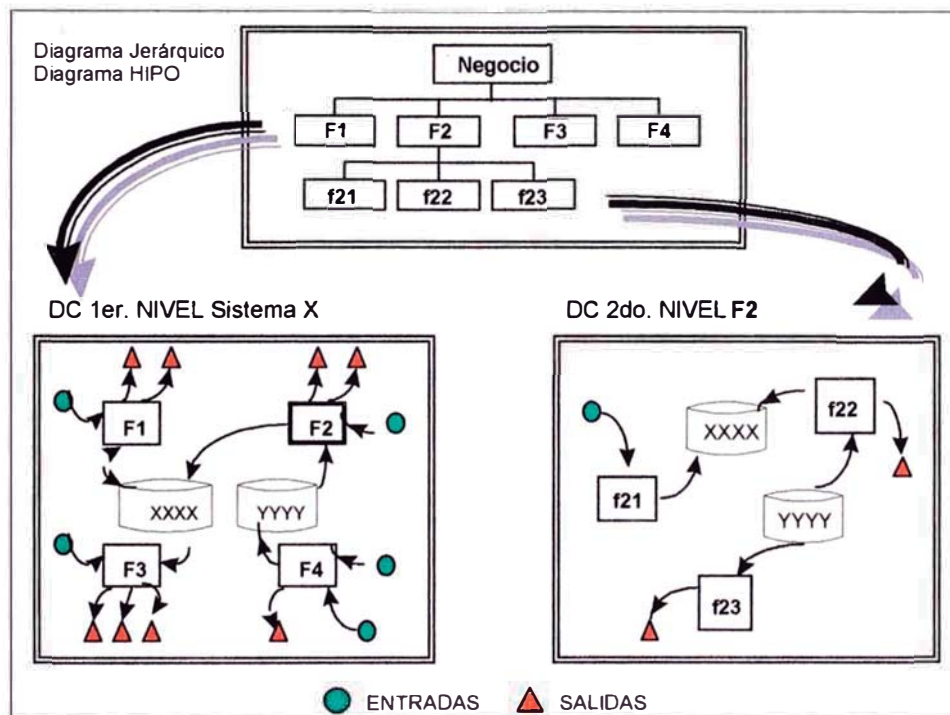 Diagrama Jerárquico
Diagrama HIPO
Negocio
F1 F2 F3 F4
f21 f22 f23
DC 1er. NIVEL Sistema X
DC 2do. NIVEL F2
F1 F2
XXXX YYYY
F3 F4
f22
XXXX
f21
YYYY
f23
ENTRADAS SALIDAS